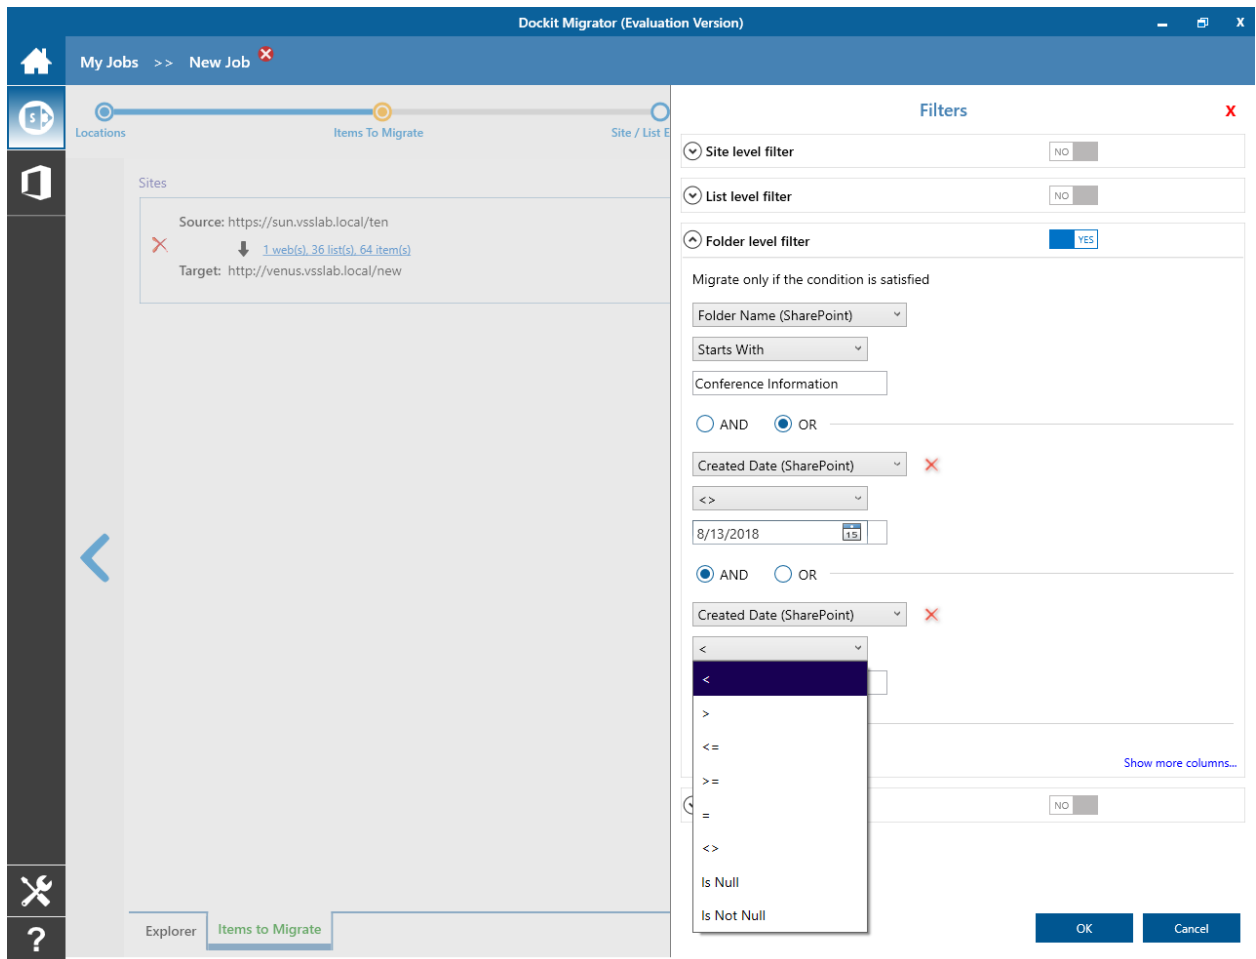 Dockit Migrator (Evaluation Version)
X
My Jobs >> New Job
Locations
Items To Migrate
Site / List E
Sites
Source: https://sun.vsslab.local/ten
1 web(s), 36 list(s), 64 item(s)
Target: http://venus.vsslab.local/new
Explorer
Items to Migrate
?
Filters
X
Site level filter NO
List level filter NO
Folder level filter YES
Migrate only if the condition is satisfied
Folder Name (SharePoint)
Starts With
Conference Information
AND OR
Created Date (SharePoint)
<>
8/13/2018 15
AND OR
Created Date (SharePoint)
<
<
>
<=
>=
=
<>
Is Null
Is Not Null
Show more columns...
NO
OK Cancel